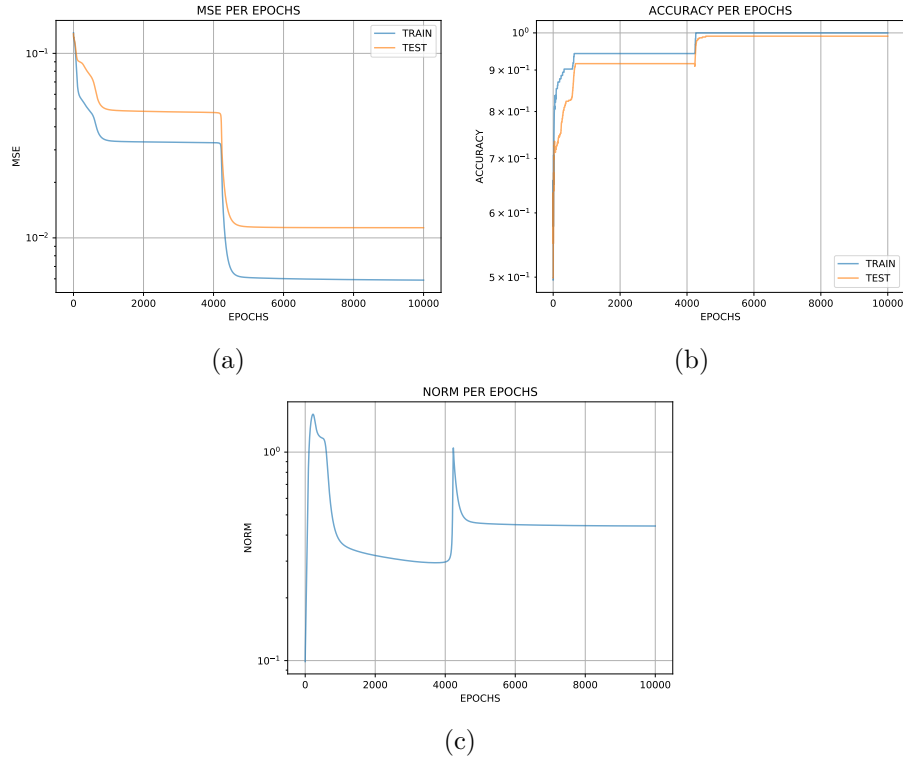 MSE PER EPOCHS
TRAIN
TEST
10⁻¹
10⁻²
MSE
0 2000 4000 6000 8000 10000
EPOCHS
(a)
ACCURACY PER EPOCHS
10⁰
9 × 10⁻¹
8 × 10⁻¹
7 × 10⁻¹
6 × 10⁻¹
5 × 10⁻¹
ACCURACY
TRAIN
TEST
0 2000 4000 6000 8000 10000
EPOCHS
(b)
NORM PER EPOCHS
10⁰
10⁻¹
NORM
0 2000 4000 6000 8000 10000
EPOCHS
(c)